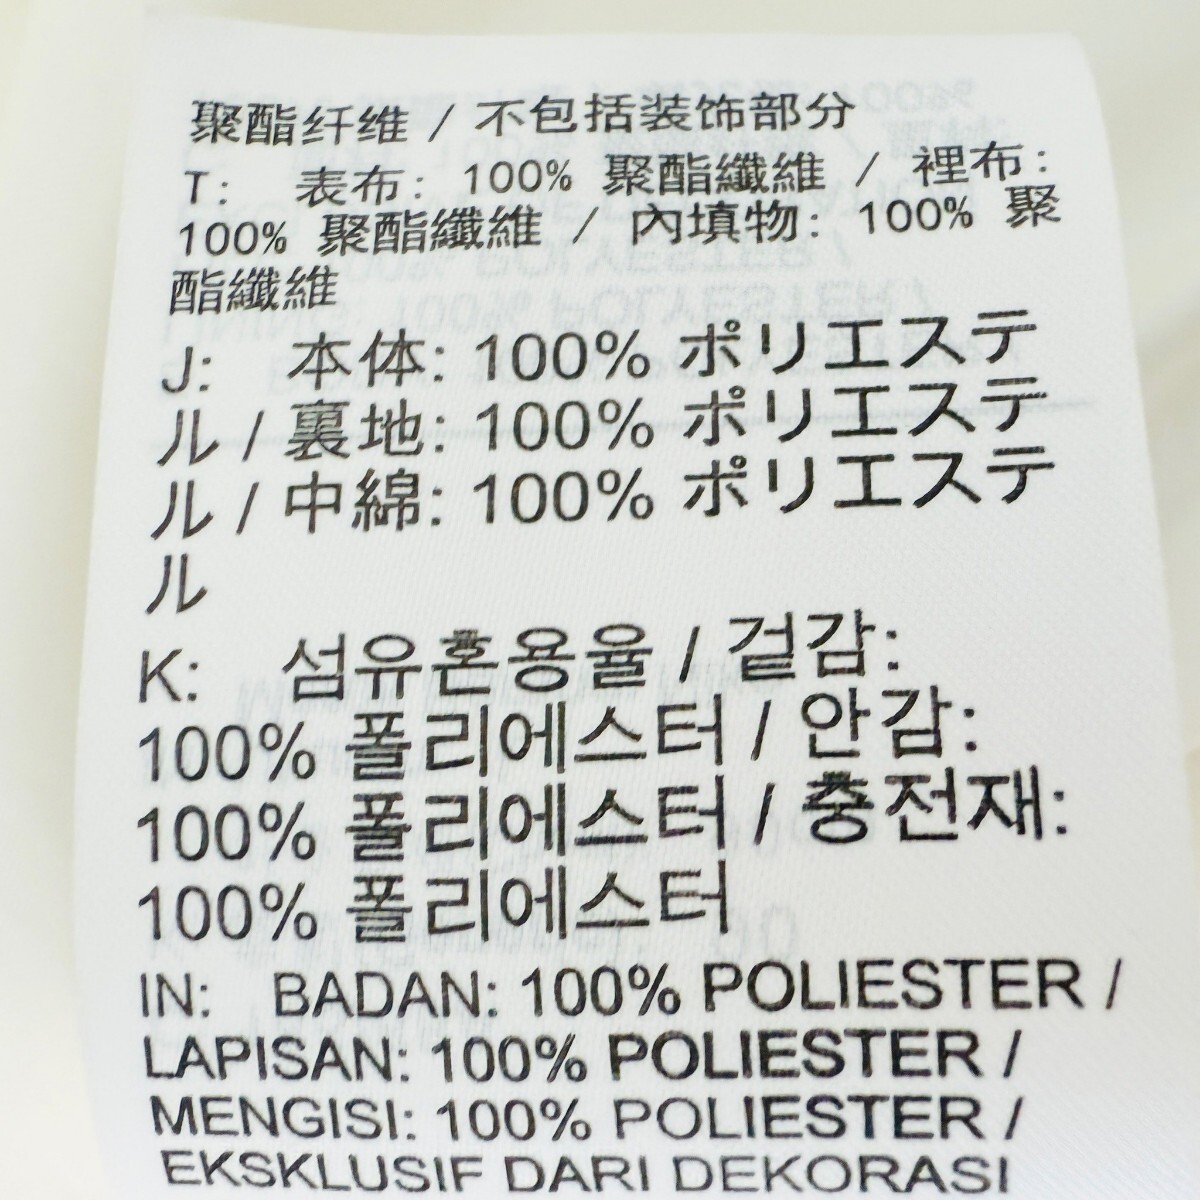 聚酯纤维 / 不包括装饰部分
T: 表布: 100% 聚酯纖維 / 裡布:
100% 聚酯纖維 / 內填物: 100% 聚
酯纖維
J: 本体: 100% ポリエステ
ル / 裏地: 100% ポリエステ
ル / 中綿: 100% ポリエステ
ル
K: 섬유혼용율 / 겉감:
100% 폴리에스터 / 안감:
100% 폴리에스터 / 충전재:
100% 폴리에스터
IN: BADAN: 100% POLIESTER /
LAPISAN: 100% POLIESTER /
MENGISI: 100% POLIESTER /
EKSKLUSIF DARI DEKORASI